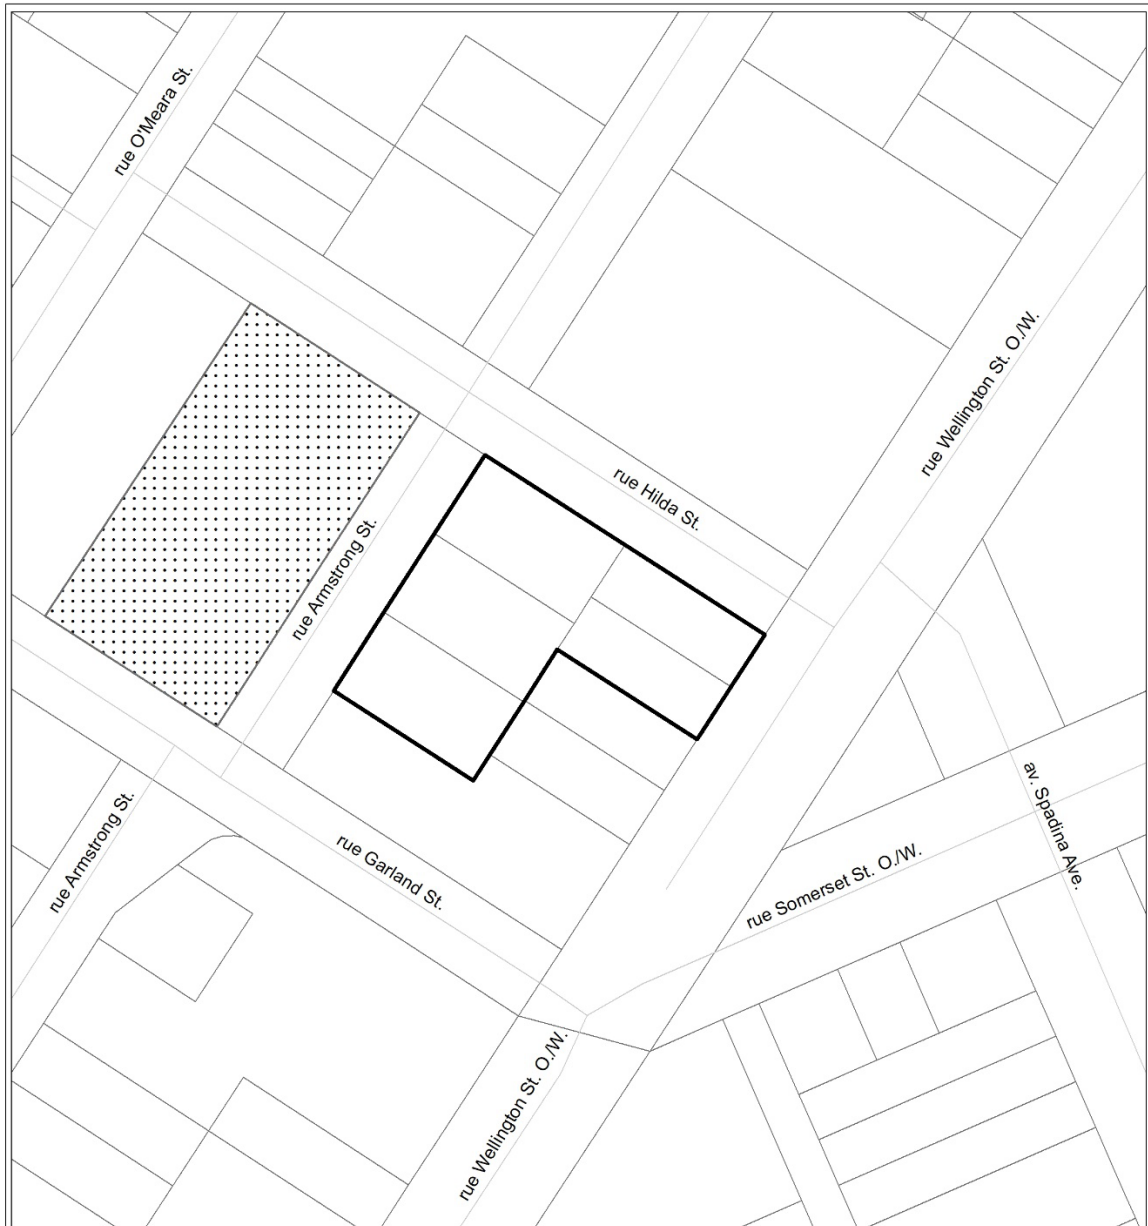 rue O'Meara St.
rue Wellington St. O./W.
rue Hilda St.
rue Armstrong St.
rue Armstrong St.
rue Garland St.
av. Spadina Ave.
rue Somerset St. O./W.
rue Wellington St. O./W.